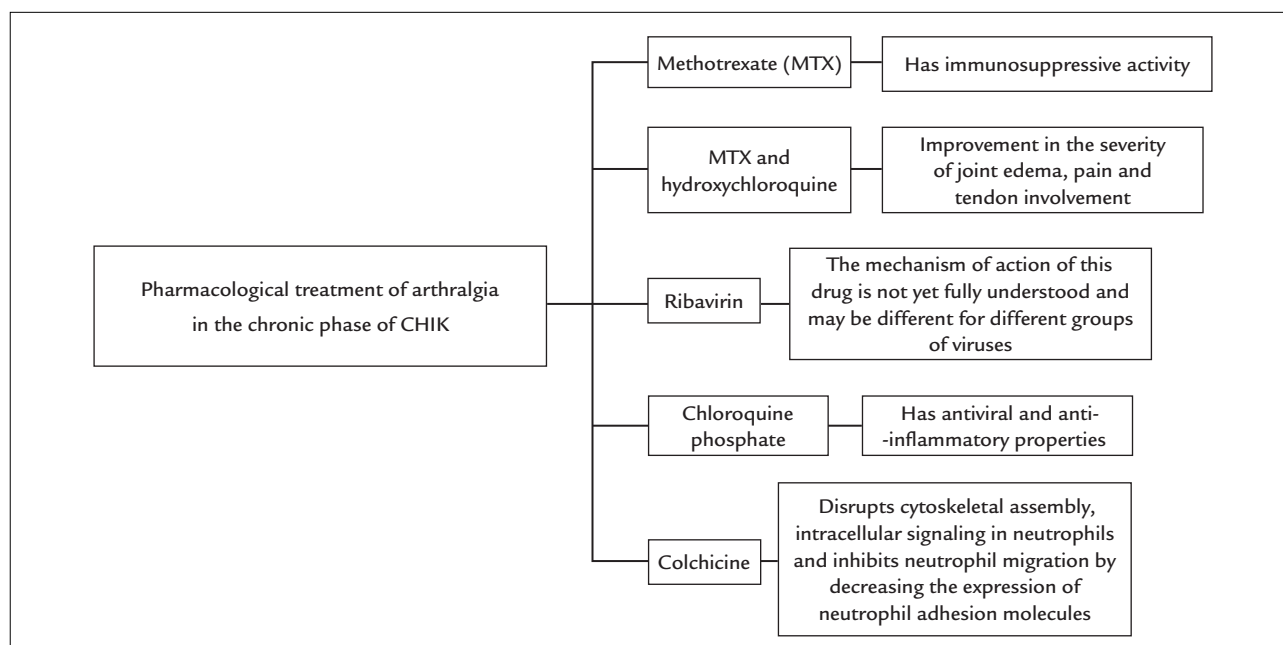 Pharmacological treatment of arthralgia
in the chronic phase of CHIK
Methotrexate (MTX)
Has immunosuppressive activity
MTX and
hydroxychloroquine
Improvement in the severity
of joint edema, pain and
tendon involvement
Ribavirin
The mechanism of action of this
drug is not yet fully understood and
may be different for different groups
of viruses
Chloroquine
phosphate
Has antiviral and anti-
-inflammatory properties
Colchicine
Disrupts cytoskeletal assembly,
intracellular signaling in neutrophils
and inhibits neutrophil migration by
decreasing the expression of
neutrophil adhesion molecules